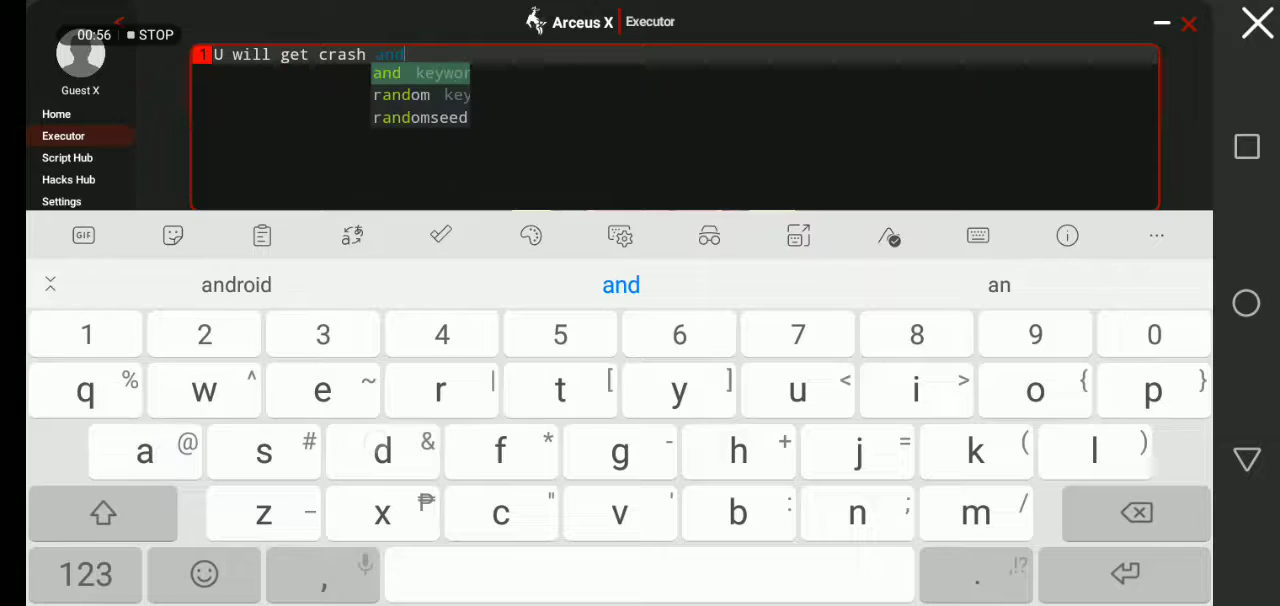 00:56 STOP
Arceus X Executor
Guest X
Home
Executor
Script Hub
Hacks Hub
Settings
1 U will get crash and
and keywor
random key
randomseed
GIF
android and an
1 2 3 4 5 6 7 8 9 0
q % w ^ e ~ r | t [ y ] u < i > o { p }
a @ s # d & f * g - h + j = k ( l )
z _ x ₱ c " v ' b : n ; m /
123 , . ,!?